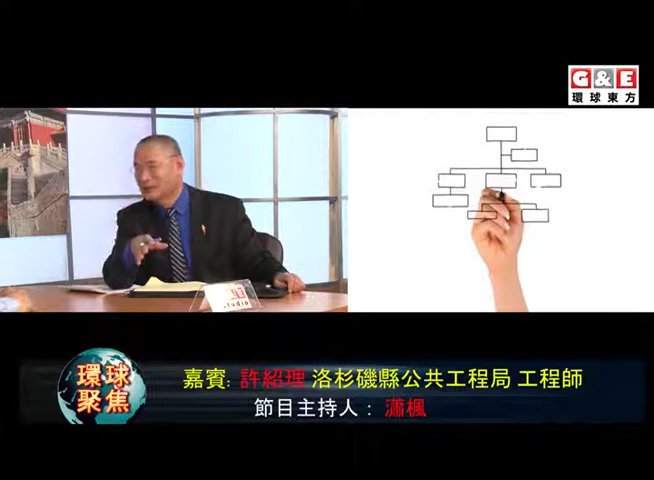 G&E
環球東方
G&E
studio
環球
聚焦
嘉賓: 許紹理 洛杉磯縣公共工程局 工程師
節目主持人： 瀟楓